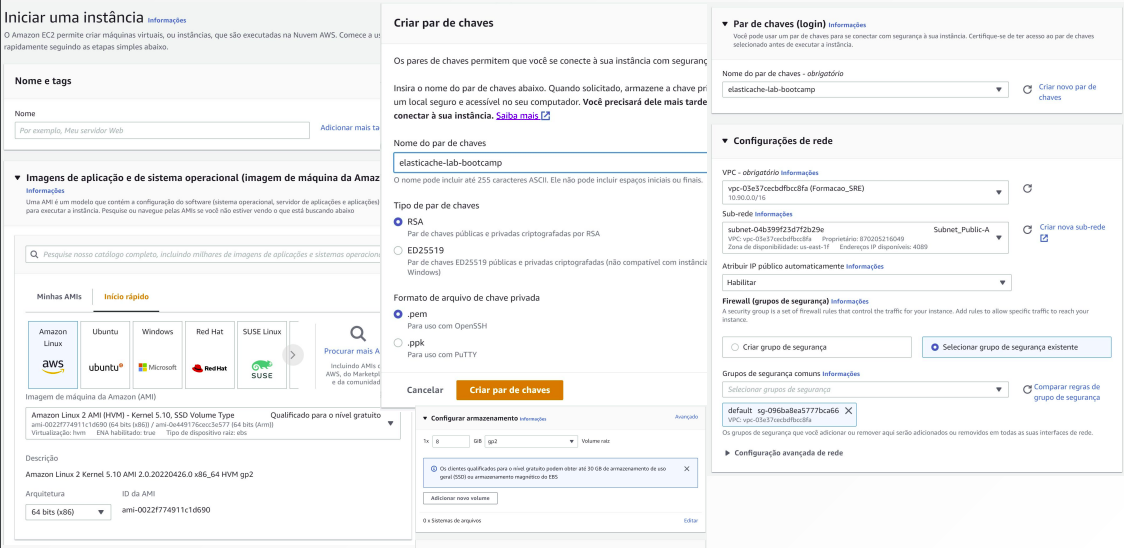 Iniciar uma instância Informações
O Amazon EC2 permite criar máquinas virtuais, ou instâncias, que são executadas na Nuvem AWS. Comece a us
rapidamente seguindo as etapas simples abaixo.
Nome e tags
Nome
Por exemplo, Meu servidor Web
Adicionar mais ta
Imagens de aplicação e de sistema operacional (imagem de máquina da Amaz
Informações
Uma AMI é um modelo que contém a configuração do software (sistema operacional, servidor de aplicações e aplicações)
para executar a instância. Pesquise ou navegue pelas AMIs se você não estiver vendo o que está buscando abaixo
Pesquise nosso catálogo completo, incluindo milhares de imagens de aplicações e sistemas operacion
Minhas AMIs
Início rápido
Amazon
Linux
aws
Ubuntu
ubuntu
Windows
Microsoft
Red Hat
Red Hat
SUSE Linux
SUSE
Procurar mais A
Incluindo AMIs d
AWS, do Marketpl
e da comunidad
Imagem de máquina da Amazon (AMI)
Amazon Linux 2 AMI (HVM) - Kernel 5.10, SSD Volume Type
Qualificado para o nível gratuito
ami-0022f774911c1d690 (64 bits (x86)) / ami-0e449176cecc3e577 (64 bits (Arm))
Virtualização: hvm ENA habilitado: true Tipo de dispositivo raiz: ebs
Descrição
Amazon Linux 2 Kernel 5.10 AMI 2.0.20220426.0 x86_64 HVM gp2
Arquitetura
64 bits (x86)
ID da AMI
ami-0022f774911c1d690
Criar par de chaves
Os pares de chaves permitem que você se conecte à sua instância com seguranç
Insira o nome do par de chaves abaixo. Quando solicitado, armazene a chave pri
um local seguro e acessível no seu computador. Você precisará dele mais tarde
conectar à sua instância. Saiba mais
Nome do par de chaves
elasticache-lab-bootcamp
O nome pode incluir até 255 caracteres ASCII. Ele não pode incluir espaços iniciais ou finais.
Tipo de par de chaves
RSA
Par de chaves públicas e privadas criptografadas por RSA
ED25519
Par de chaves ED25519 públicas e privadas criptografadas (não compatível com instância
Windows)
Formato de arquivo de chave privada
.pem
Para uso com OpenSSH
.ppk
Para uso com PuTTY
Cancelar
Criar par de chaves
Configurar armazenamento Informações
Avançado
1x 8 GiB gp2 Volume raiz
Os clientes qualificados para o nível gratuito podem obter até 30 GB de armazenamento de uso
geral (SSD) ou armazenamento magnético do EBS
Adicionar novo volume
0 x Sistemas de arquivos
Editar
Par de chaves (login) Informações
Você pode usar um par de chaves para se conectar com segurança à sua instância. Certifique-se de ter acesso ao par de chaves
selecionado antes de executar a instância.
Nome do par de chaves - obrigatório
elasticache-lab-bootcamp
Criar novo par de
chaves
Configurações de rede
VPC - obrigatório Informações
vpc-03e37cecbdfbcc8fa (Formacao_SRE)
10.90.0.0/16
Sub-rede Informações
subnet-04b399f23d7f2b29e
Subnet_Public-A
VPC: vpc-03e37cecbdfbcc8fa Proprietário: 870205216049
Zona de disponibilidade: us-east-1f Endereços IP disponíveis: 4089
Criar nova sub-rede
Atribuir IP público automaticamente Informações
Habilitar
Firewall (grupos de segurança) Informações
A security group is a set of firewall rules that control the traffic for your instance. Add rules to allow specific traffic to reach your
instance.
Criar grupo de segurança
Selecionar grupo de segurança existente
Grupos de segurança comuns Informações
Selecionar grupos de segurança
Comparar regras de
grupo de segurança
default sg-096ba8ea5777bca66
VPC: vpc-03e37cecbdfbcc8fa
Os grupos de segurança que você adicionar ou remover aqui serão adicionados ou removidos em todas as suas interfaces de rede.
Configuração avançada de rede